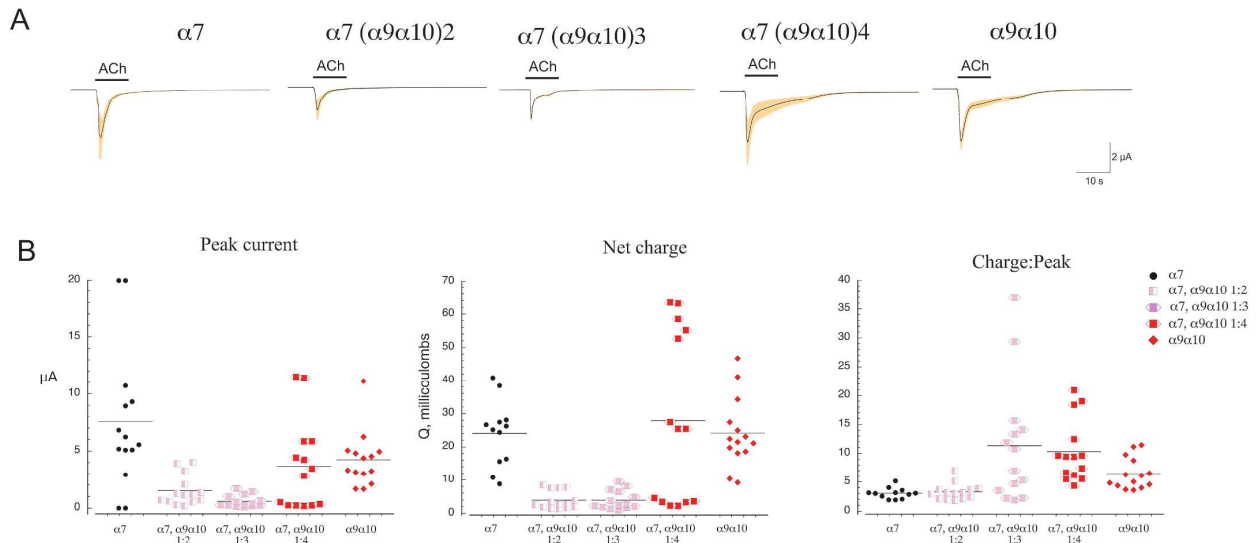 A
α7
α7 (α9α10)2
α7 (α9α10)3
α7 (α9α10)4
α9α10
ACh
ACh
ACh
ACh
ACh
2 μA
10 s
B
Peak current
Net charge
Charge:Peak
20
15
10
5
0
μA
α7
α7, α9α10
1:2
α7, α9α10
1:3
α7, α9α10
1:4
α9α10
70
60
50
40
30
20
10
0
Q, millicculombs
α7
α7, α9α10
1:2
α7, α9α10
1:3
α7, α9α10
1:4
α9α10
40
35
30
25
20
15
10
5
0
α7
α7, α9α10
1:2
α7, α9α10
1:3
α7, α9α10
1:4
α9α10
α7
α7, α9α10 1:2
α7, α9α10 1:3
α7, α9α10 1:4
α9α10